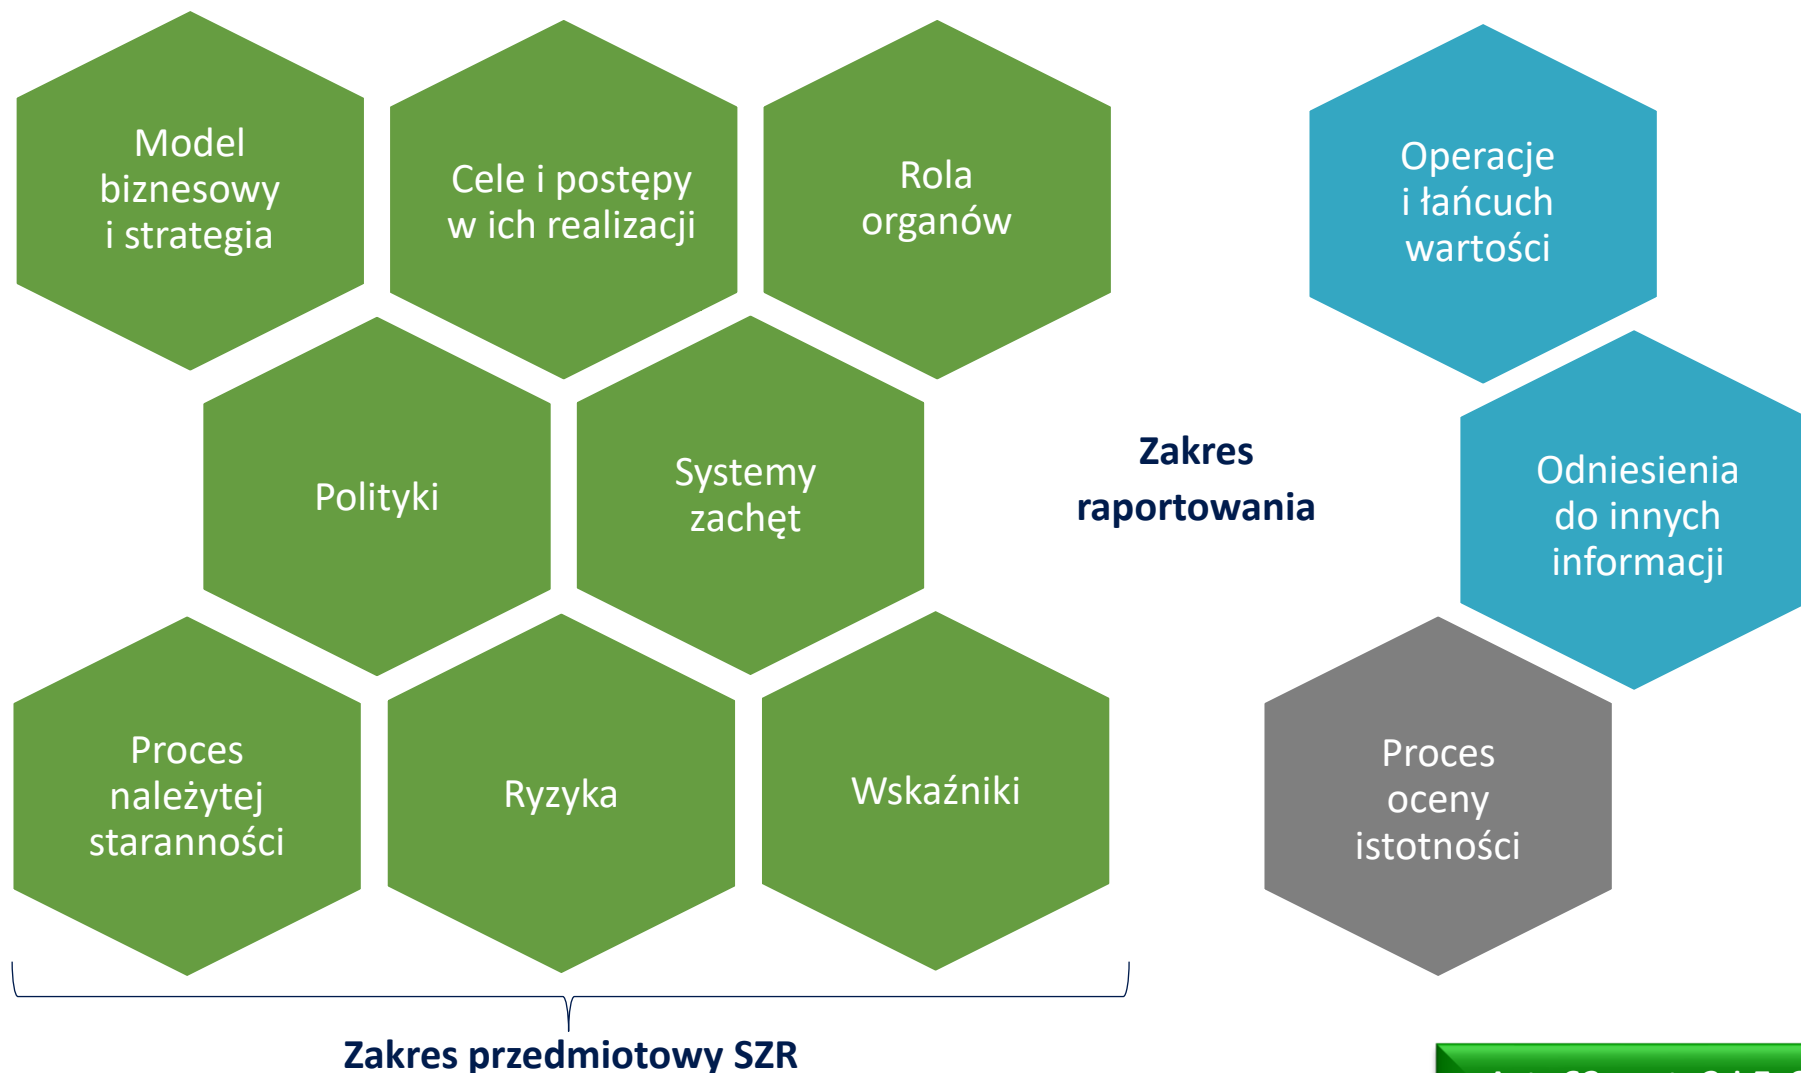 Model
biznesowy
i strategia
Cele i postępy
w ich realizacji
Rola
organów
Operacje
i łańcuch
wartości
Polityki
Systemy
zachęt
Zakres
raportowania
Odniesienia
do innych
informacji
Proces
należytej
staranności
Ryzyka
Wskaźniki
Proces
oceny
istotności
Zakres przedmiotowy SZR